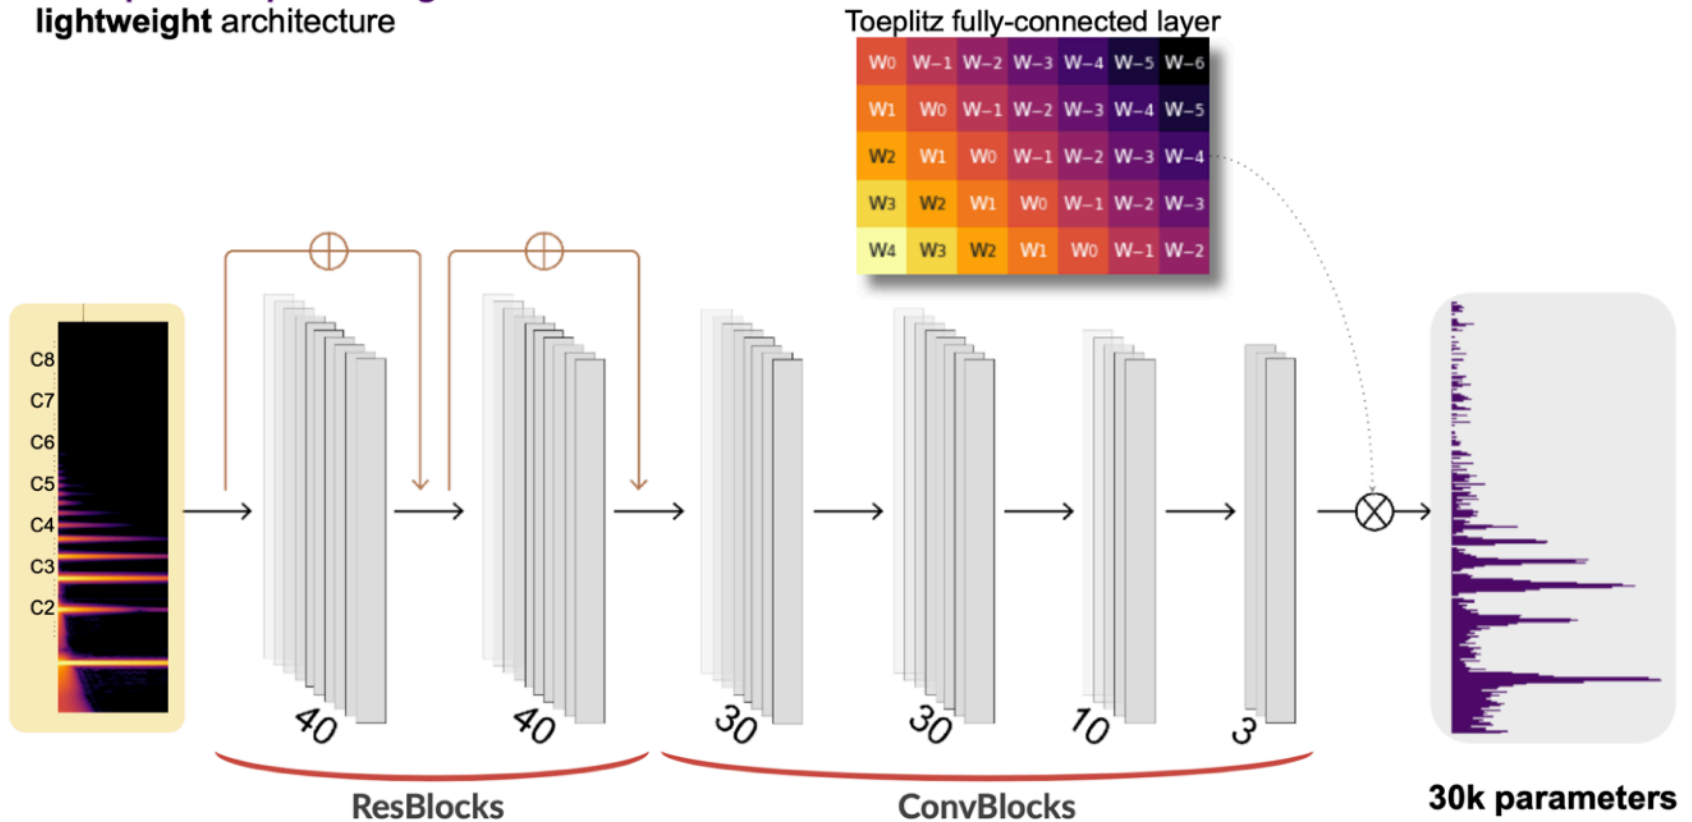 lightweight architecture
Toeplitz fully-connected layer
W0 W−1 W−2 W−3 W−4 W−5 W−6
W1 W0 W−1 W−2 W−3 W−4 W−5
W2 W1 W0 W−1 W−2 W−3 W−4
W3 W2 W1 W0 W−1 W−2 W−3
W4 W3 W2 W1 W0 W−1 W−2
C8
C7
C6
C5
C4
C3
C2
40
40
30
30
10
3
ResBlocks
ConvBlocks
30k parameters